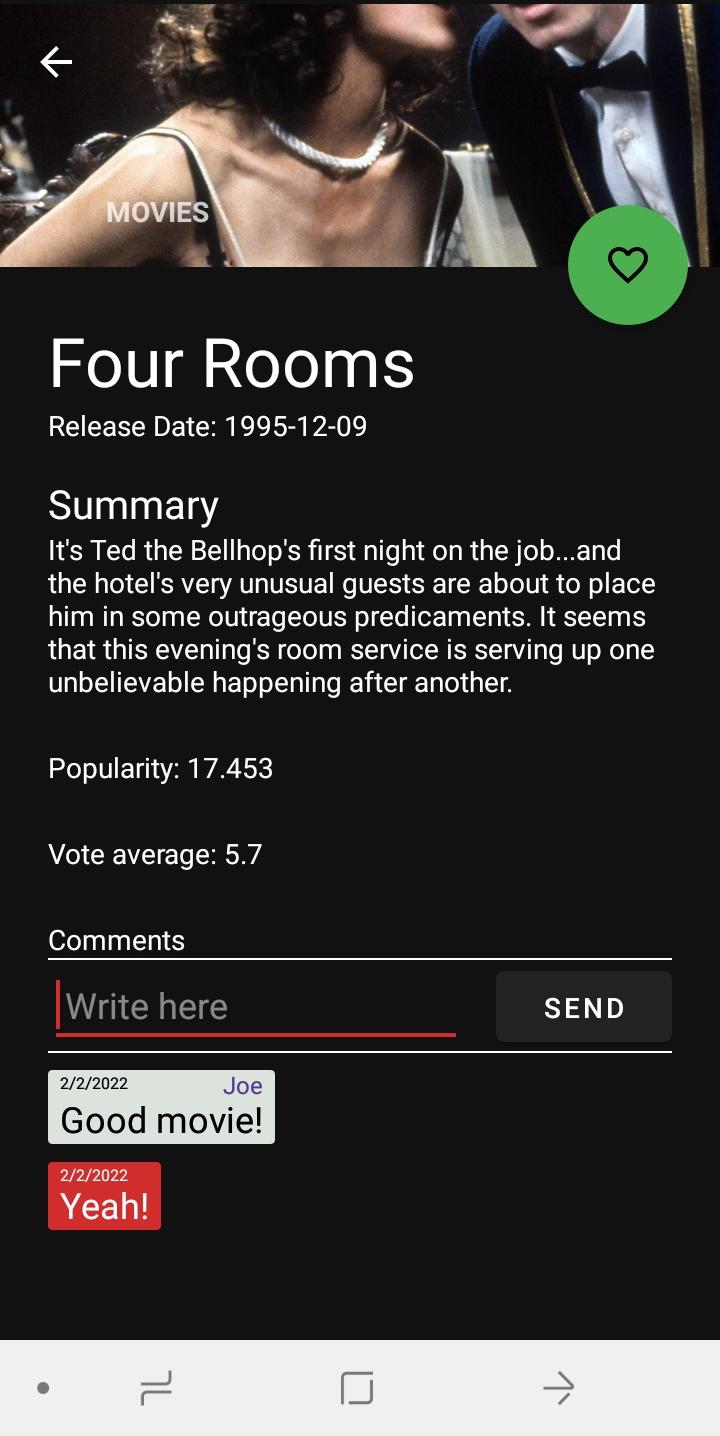 MOVIES
Four Rooms
Release Date: 1995-12-09
Summary
It's Ted the Bellhop's first night on the job...and
the hotel's very unusual guests are about to place
him in some outrageous predicaments. It seems
that this evening's room service is serving up one
unbelievable happening after another.
Popularity: 17.453
Vote average: 5.7
Comments
Write here
SEND
2/2/2022 Joe
Good movie!
2/2/2022
Yeah!